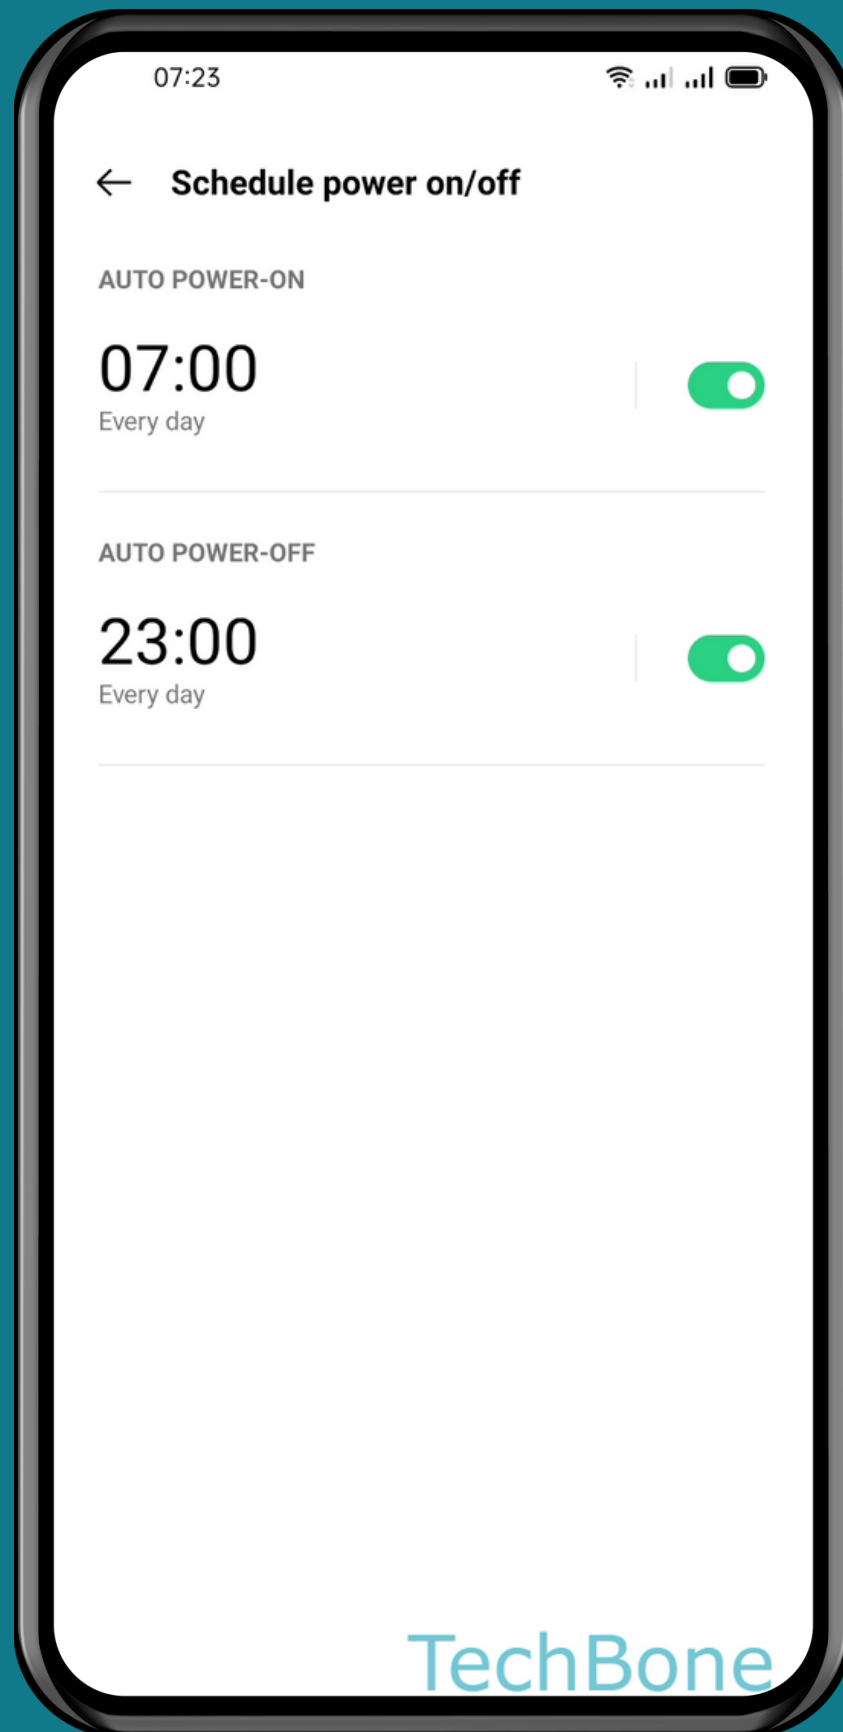 07:23
Schedule power on/off
AUTO POWER-ON
07:00
Every day
AUTO POWER-OFF
23:00
Every day
TechBone